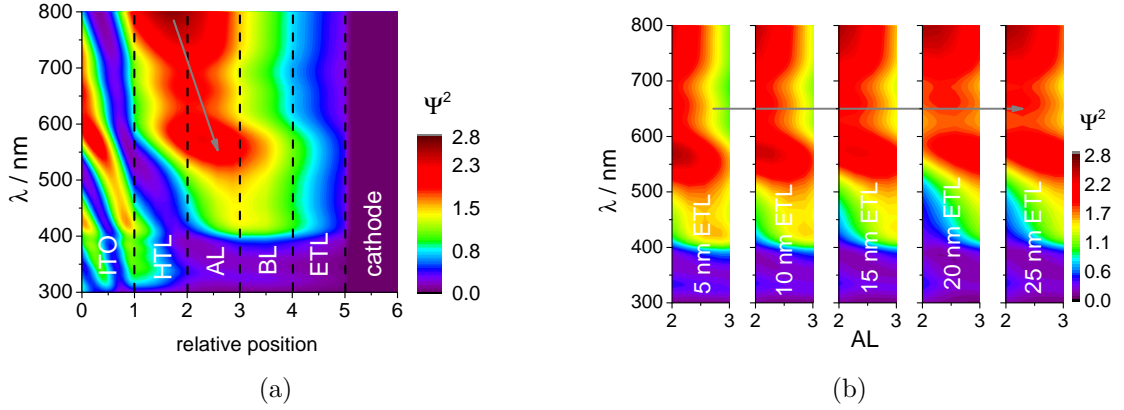 800
700
600
500
400
300
λ / nm
ITO
HTL
AL
BL
ETL
cathode
0 1 2 3 4 5 6
relative position
Ψ²
2.8
2.3
1.5
0.8
0.0
(a)
800
700
600
500
400
300
λ / nm
5 nm ETL
10 nm ETL
15 nm ETL
20 nm ETL
25 nm ETL
2 3 2 3 2 3 2 3 2 3
AL
Ψ²
2.8
2.2
1.7
1.1
0.6
0.0
(b)